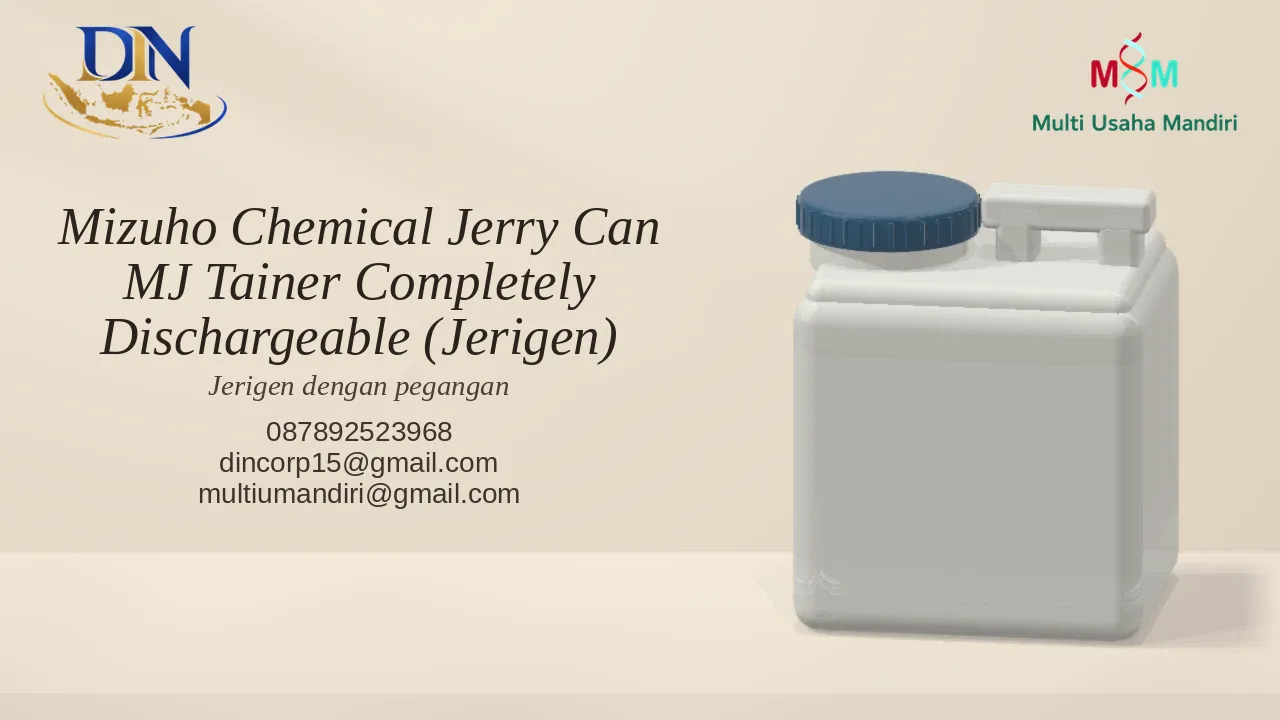 DIN
MSM
Multi Usaha Mandiri
Mizuho Chemical Jerry Can
MJ Tainer Completely
Dischargeable (Jerigen)
Jerigen dengan pegangan
087892523968
dincorp15@gmail.com
multiumandiri@gmail.com